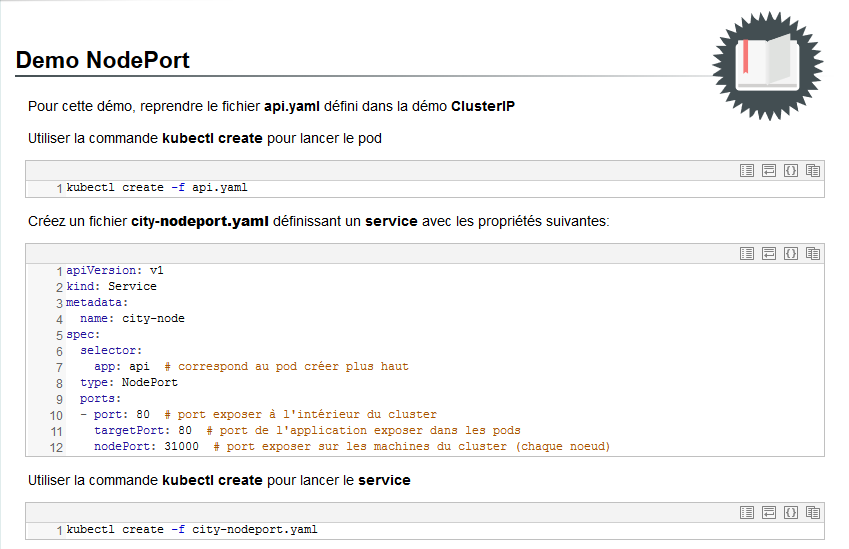 Demo NodePort
Pour cette démo, reprendre le fichier api.yaml défini dans la démo ClusterIP
Utiliser la commande kubectl create pour lancer le pod
1 kubectl create -f api.yaml
Créez un fichier city-nodeport.yaml définissant un service avec les propriétés suivantes:
1 apiVersion: v1
2 kind: Service
3 metadata:
4   name: city-node
5 spec:
6   selector:
7     app: api  # correspond au pod créer plus haut
8   type: NodePort
9   ports:
10   - port: 80  # port exposer à l'intérieur du cluster
11     targetPort: 80  # port de l'application exposer dans les pods
12     nodePort: 31000  # port exposer sur les machines du cluster (chaque noeud)
Utiliser la commande kubectl create pour lancer le service
1 kubectl create -f city-nodeport.yaml